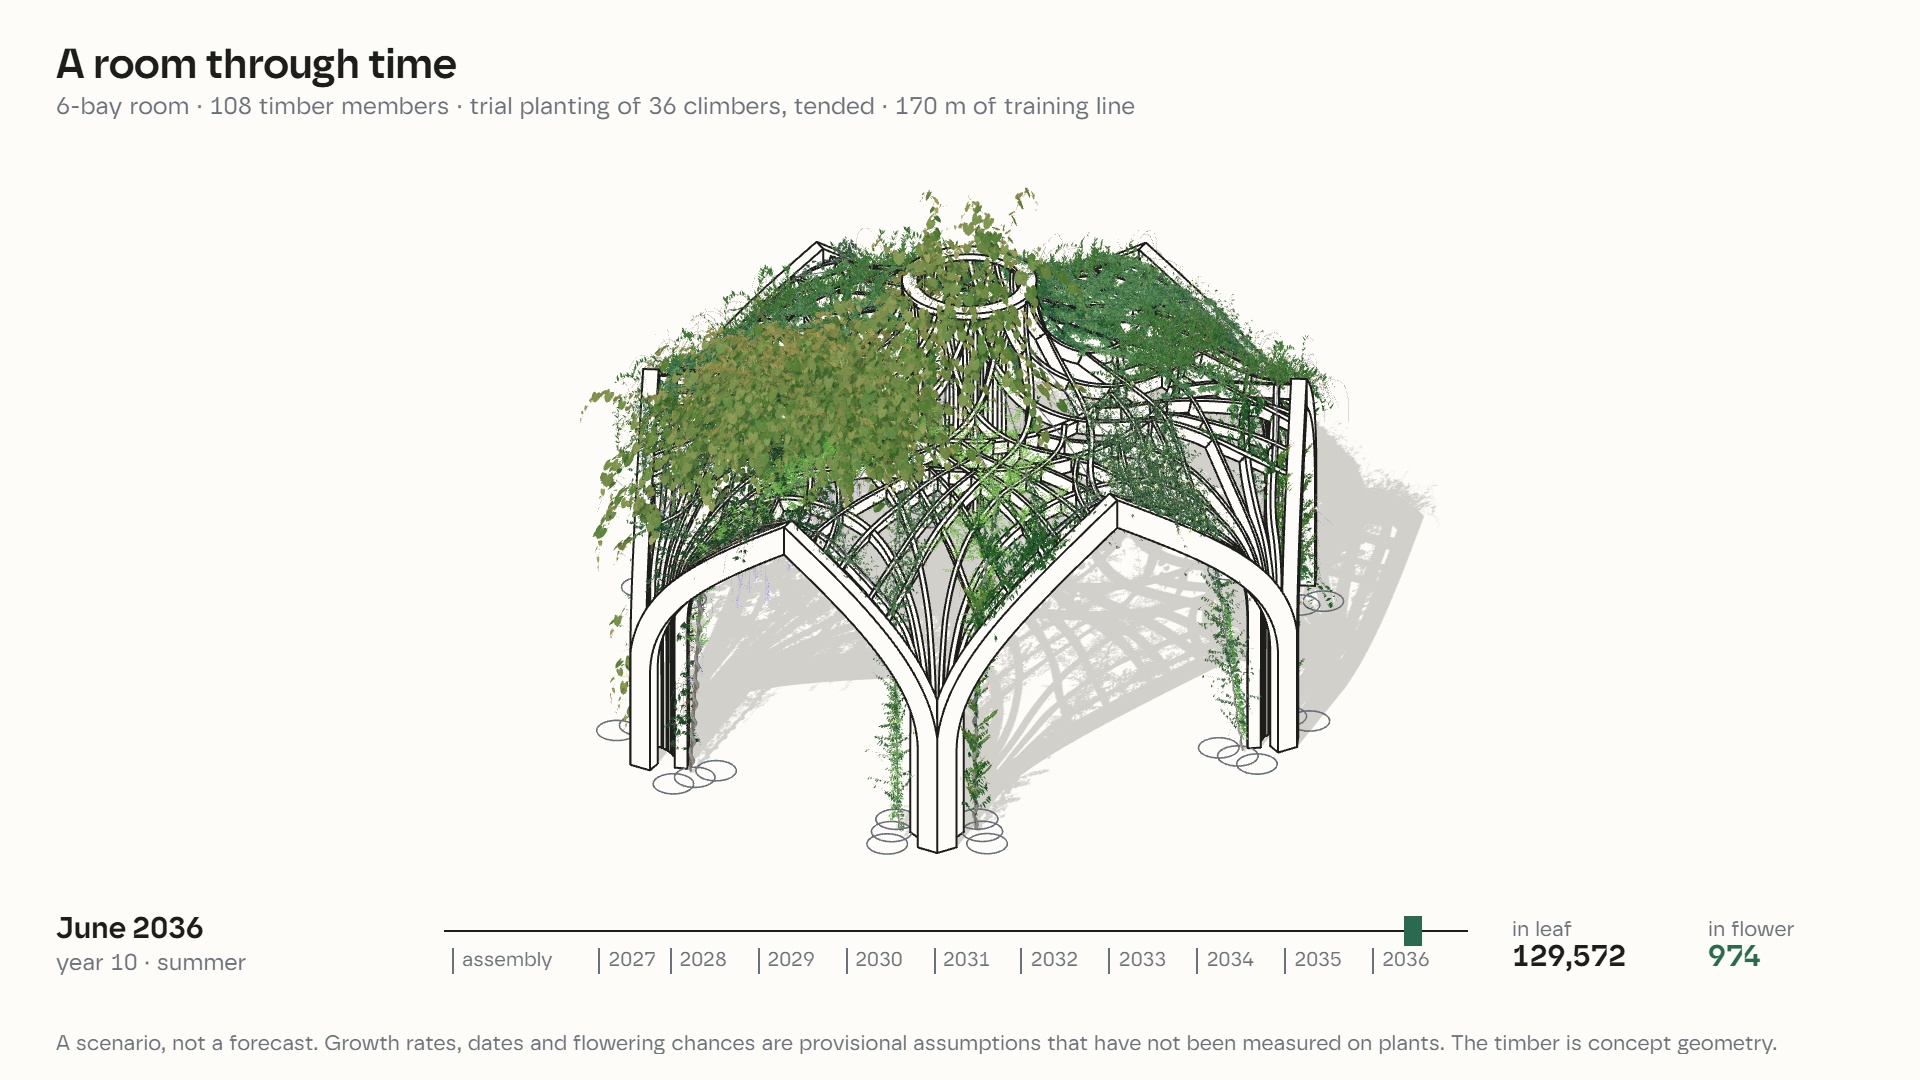 A room through time
6-bay room · 108 timber members · trial planting of 36 climbers, tended · 170 m of training line
June 2036
year 10 · summer
assembly 2027 2028 2029 2030 2031 2032 2033 2034 2035 2036
in leaf
129,572
in flower
974
A scenario, not a forecast. Growth rates, dates and flowering chances are provisional assumptions that have not been measured on plants. The timber is concept geometry.